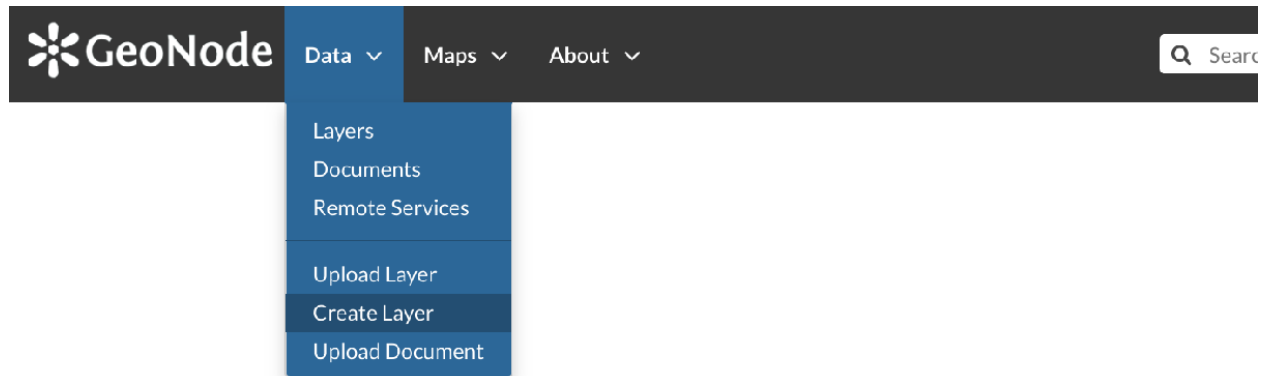 GeoNode Data Maps About
Layers
Documents
Remote Services
Upload Layer
Create Layer
Upload Document